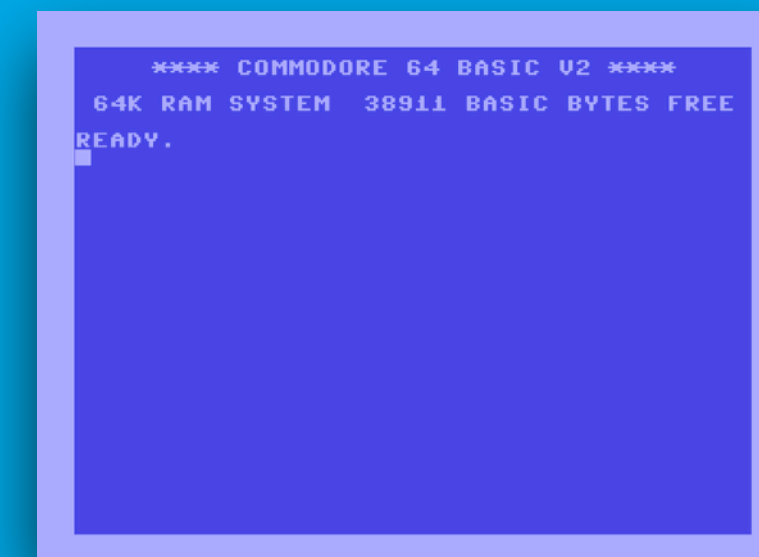 **** COMMODORE 64 BASIC V2 ****
64K RAM SYSTEM  38911 BASIC BYTES FREE
READY.